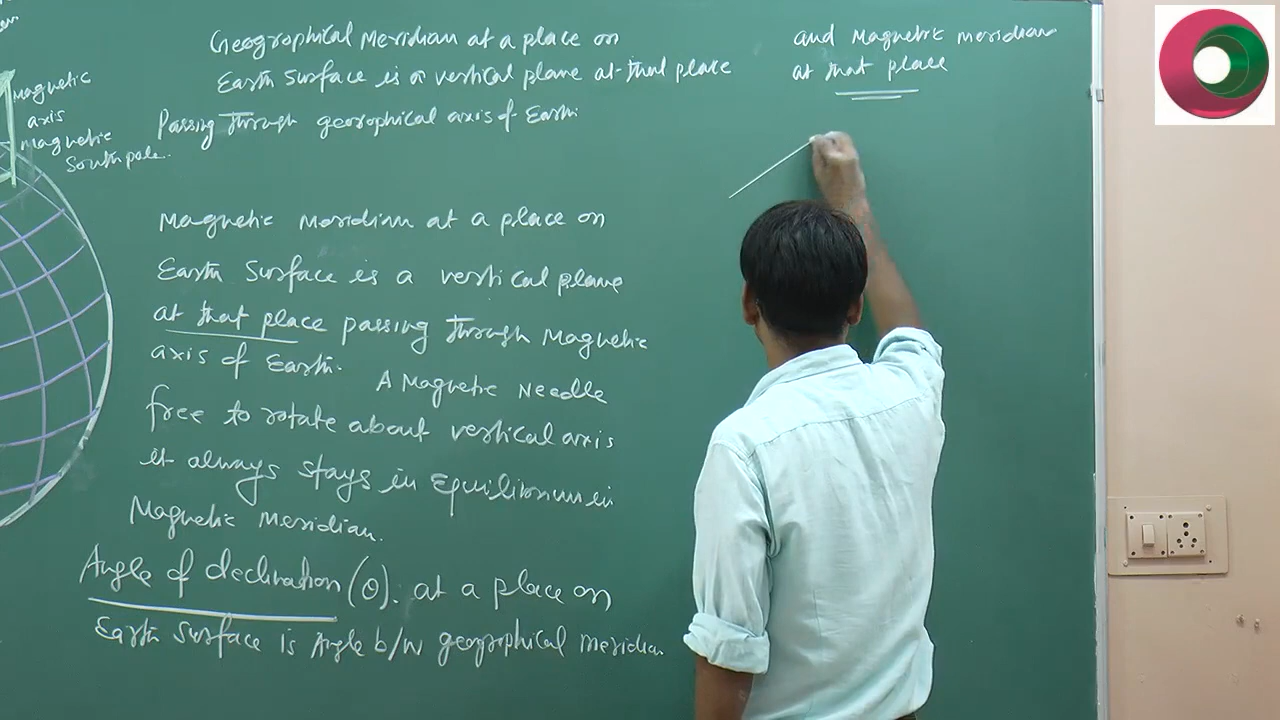 Magnetic
axis
magnetic
South pole.
Geographical Meridian at a place on
Earth Surface is a vertical plane at that place
Passing Through geographical axis of Earth
Magnetic Meridian at a place on
Earth Surface is a vertical plane
at that place passing Through Magnetic
axis of Earth. A Magnetic Needle
free to rotate about vertical axis
it always stays in Equilibrium in
Magnetic Meridian.
Angle of declination (θ). at a place on
Earth Surface is Angle b/w geographical meridian
and Magnetic meridian
at that place